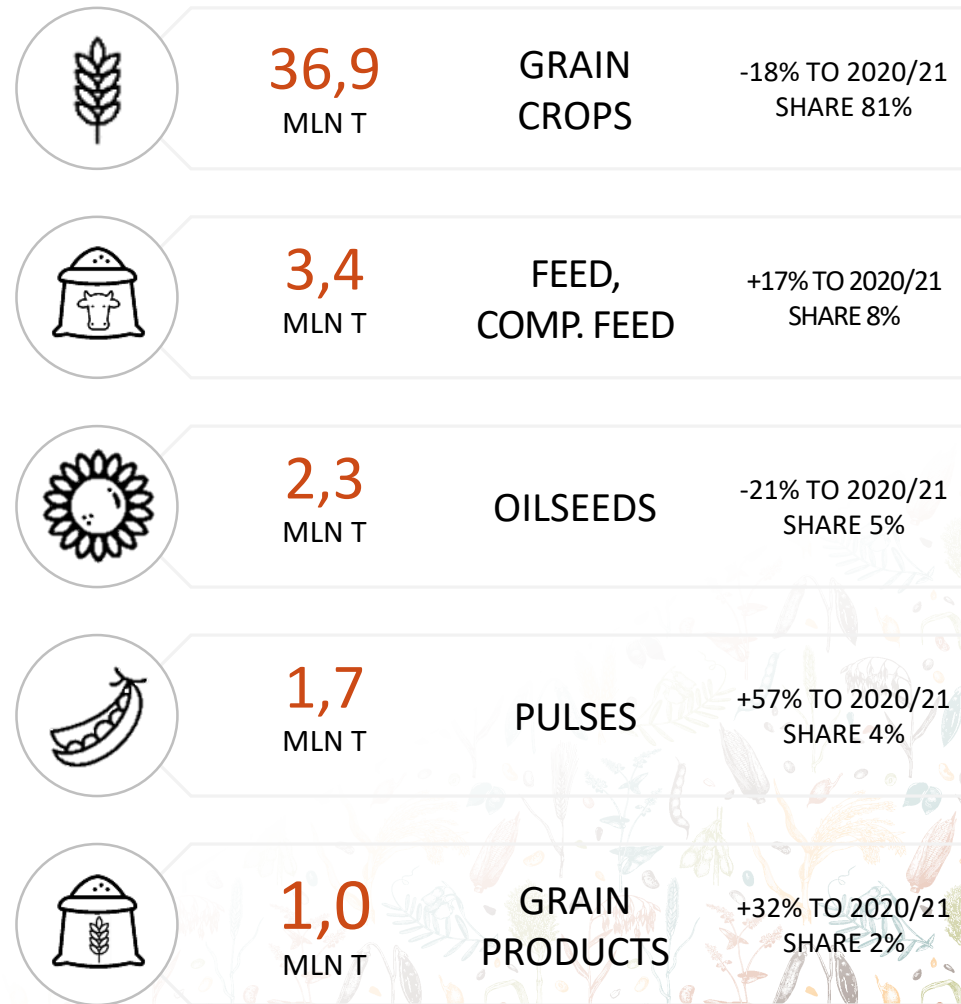 36,9
MLN T
GRAIN
CROPS
-18% TO 2020/21
SHARE 81%
3,4
MLN T
FEED,
COMP. FEED
+17% TO 2020/21
SHARE 8%
2,3
MLN T
OILSEEDS
-21% TO 2020/21
SHARE 5%
1,7
MLN T
PULSES
+57% TO 2020/21
SHARE 4%
1,0
MLN T
GRAIN
PRODUCTS
+32% TO 2020/21
SHARE 2%